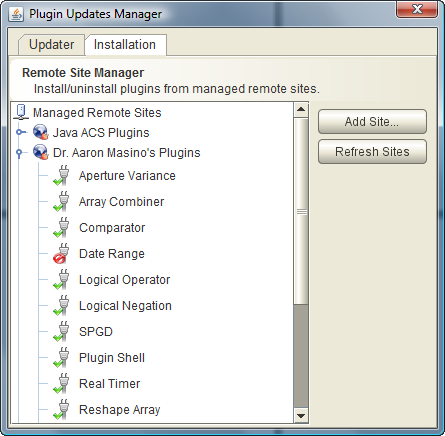 Plugin Updates Manager
Updater Installation
Remote Site Manager
Install/uninstall plugins from managed remote sites.
Managed Remote Sites
Java ACS Plugins
Dr. Aaron Masino's Plugins
Aperture Variance
Array Combiner
Comparator
Date Range
Logical Operator
Logical Negation
SPGD
Plugin Shell
Real Timer
Reshape Array
Add Site...
Refresh Sites